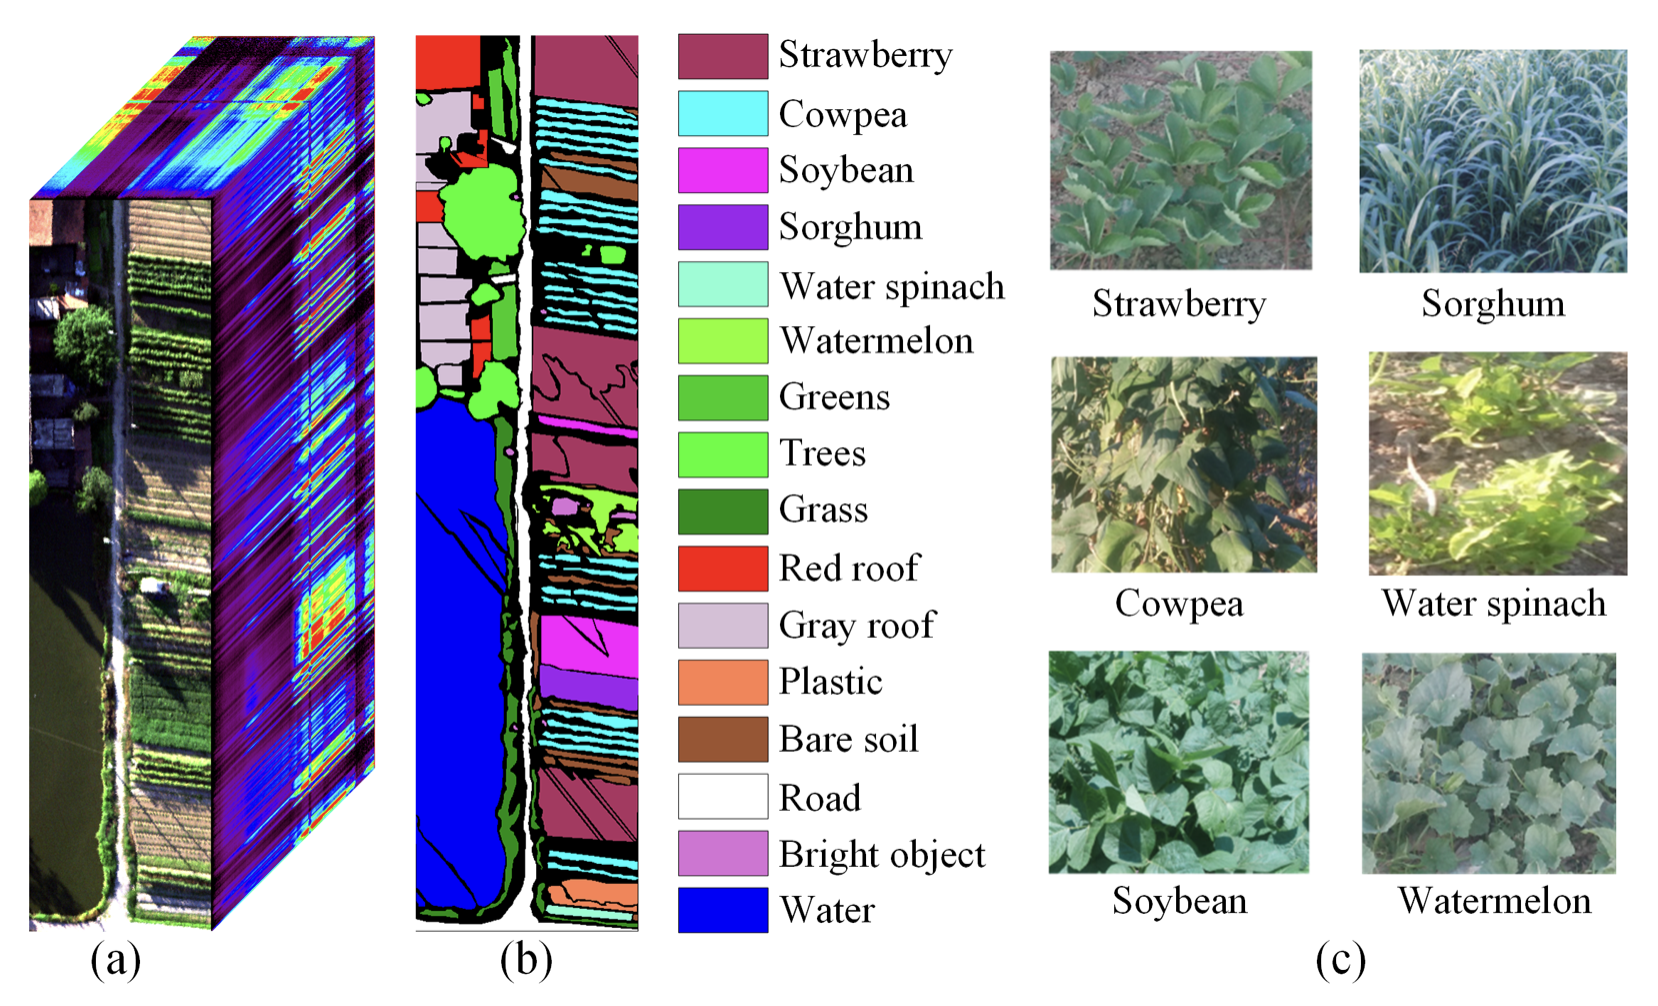 Strawberry
Cowpea
Soybean
Sorghum
Water spinach
Watermelon
Greens
Trees
Grass
Red roof
Gray roof
Plastic
Bare soil
Road
Bright object
Water
Strawberry
Sorghum
Cowpea
Water spinach
Soybean
Watermelon
(a)
(b)
(c)